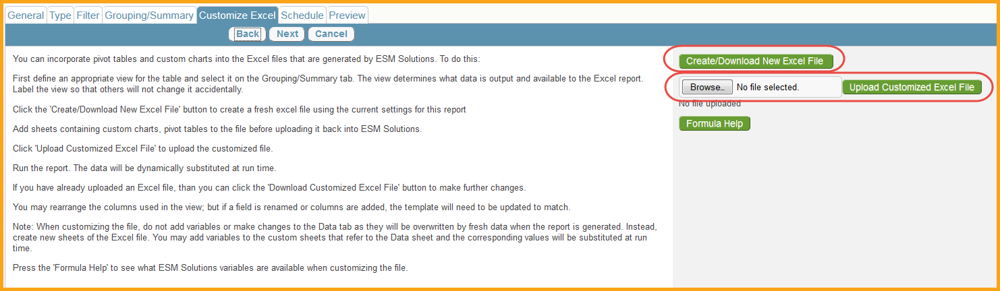 General Type Filter Grouping/Summary Customize Excel Schedule Preview
Back Next Cancel
You can incorporate pivot tables and custom charts into the Excel files that are generated by ESM Solutions. To do this:
First define an appropriate view for the table and select it on the Grouping/Summary tab. The view determines what data is output and available to the Excel report.
Label the view so that others will not change it accidentally.
Click the 'Create/Download New Excel File' button to create a fresh excel file using the current settings for this report
Add sheets containing custom charts, pivot tables to the file before uploading it back into ESM Solutions.
Click 'Upload Customized Excel File' to upload the customized file.
Run the report. The data will be dynamically substituted at run time.
If you have already uploaded an Excel file, than you can click the 'Download Customized Excel File' button to make further changes.
You may rearrange the columns used in the view; but if a field is renamed or columns are added, the template will need to be updated to match.
Note: When customizing the file, do not add variables or make changes to the Data tab as they will be overwritten by fresh data when the report is generated. Instead,
create new sheets of the Excel file. You may add variables to the custom sheets that refer to the Data sheet and the corresponding values will be substituted at run
time.
Press the 'Formula Help' to see what ESM Solutions variables are available when customizing the file.
Create/Download New Excel File
Browse... No file selected. Upload Customized Excel File
No file uploaded
Formula Help